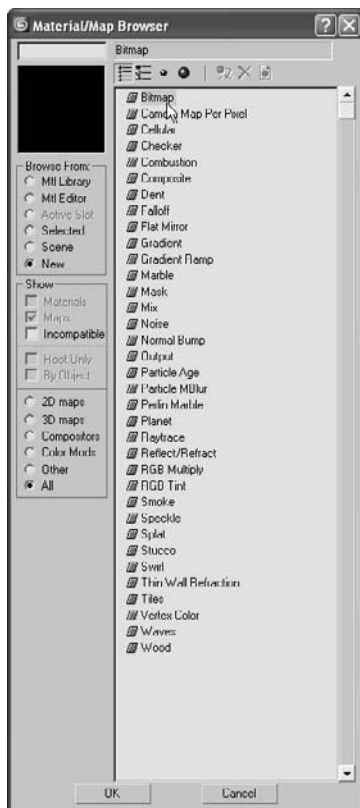 Material/Map Browser
Bitmap
Browse From:
Mtl Library
Mtl Editor
Active Slot
Selected
Scene
New
Show
Materials
Maps
Incompatible
Root Only
By Object
2D maps
3D maps
Compositors
Color Mods
Other
All
Bitmap
Camera Map Per Pixel
Cellular
Checker
Combustion
Composite
Dent
Falloff
Flat Mirror
Gradient
Gradient Ramp
Marble
Mask
Mix
Noise
Normal Bump
Output
Particle Age
Particle MBlur
Perlin Marble
Planet
Raytrace
Reflect/Refract
RGB Multiply
RGB Tint
Smoke
Speckle
Splat
Stucco
Swirl
Thin Wall Refraction
Tiles
Vertex Color
Waves
Wood
OK
Cancel